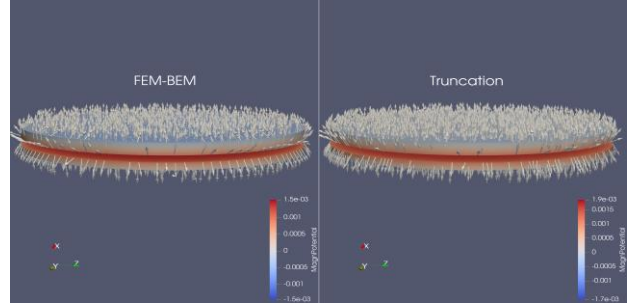 FEM-BEM
Truncation
1.5e-03
0.001
0.0005
0
-0.0005
-0.001
-1.5e-03
MagnPotential
X
Y Z
1.9e-03
0.0015
0.001
0.0005
0
-0.0005
-0.001
-1.7e-03
MagnPotential
X
Y Z